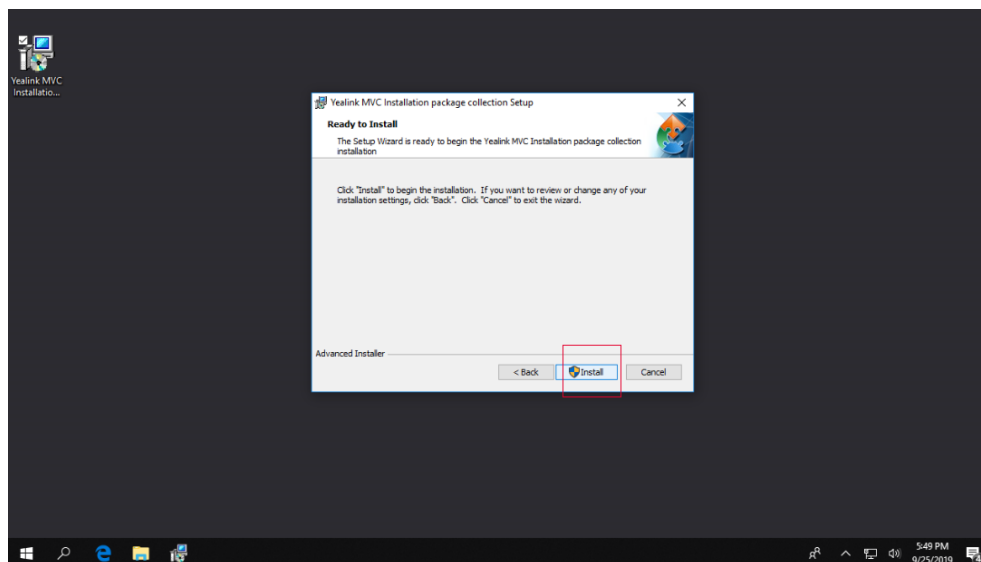 Yealink MVC
Installatio...
Yealink MVC Installation package collection Setup
Ready to Install
The Setup Wizard is ready to begin the Yealink MVC Installation package collection
installation
Click "Install" to begin the installation. If you want to review or change any of your
installation settings, click "Back". Click "Cancel" to exit the wizard.
Advanced Installer
< Back
Install
Cancel
5:49 PM
9/25/2019
4